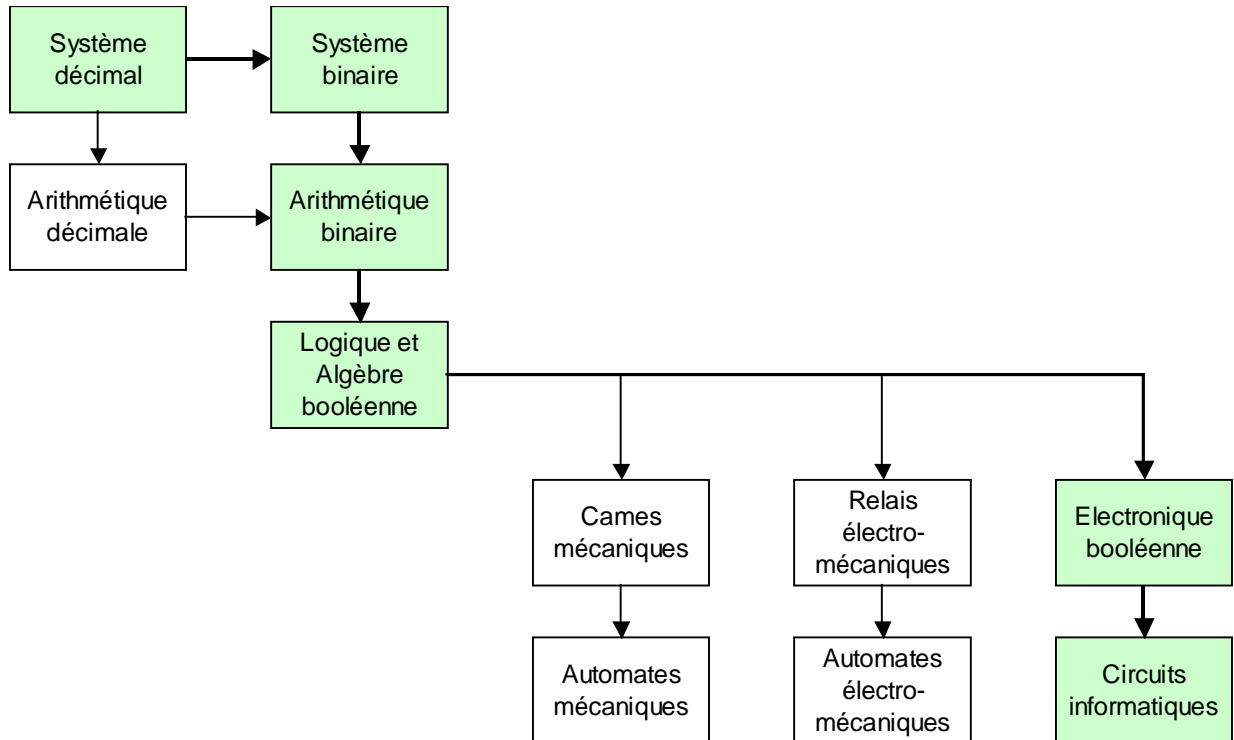 Système
décimal
Système
binaire
Arithmétique
décimale
Arithmétique
binaire
Logique et
Algèbre
booléenne
Cames
mécaniques
Relais
électro-
mécaniques
Electronique
booléenne
Automates
mécaniques
Automates
électro-
mécaniques
Circuits
informatiques